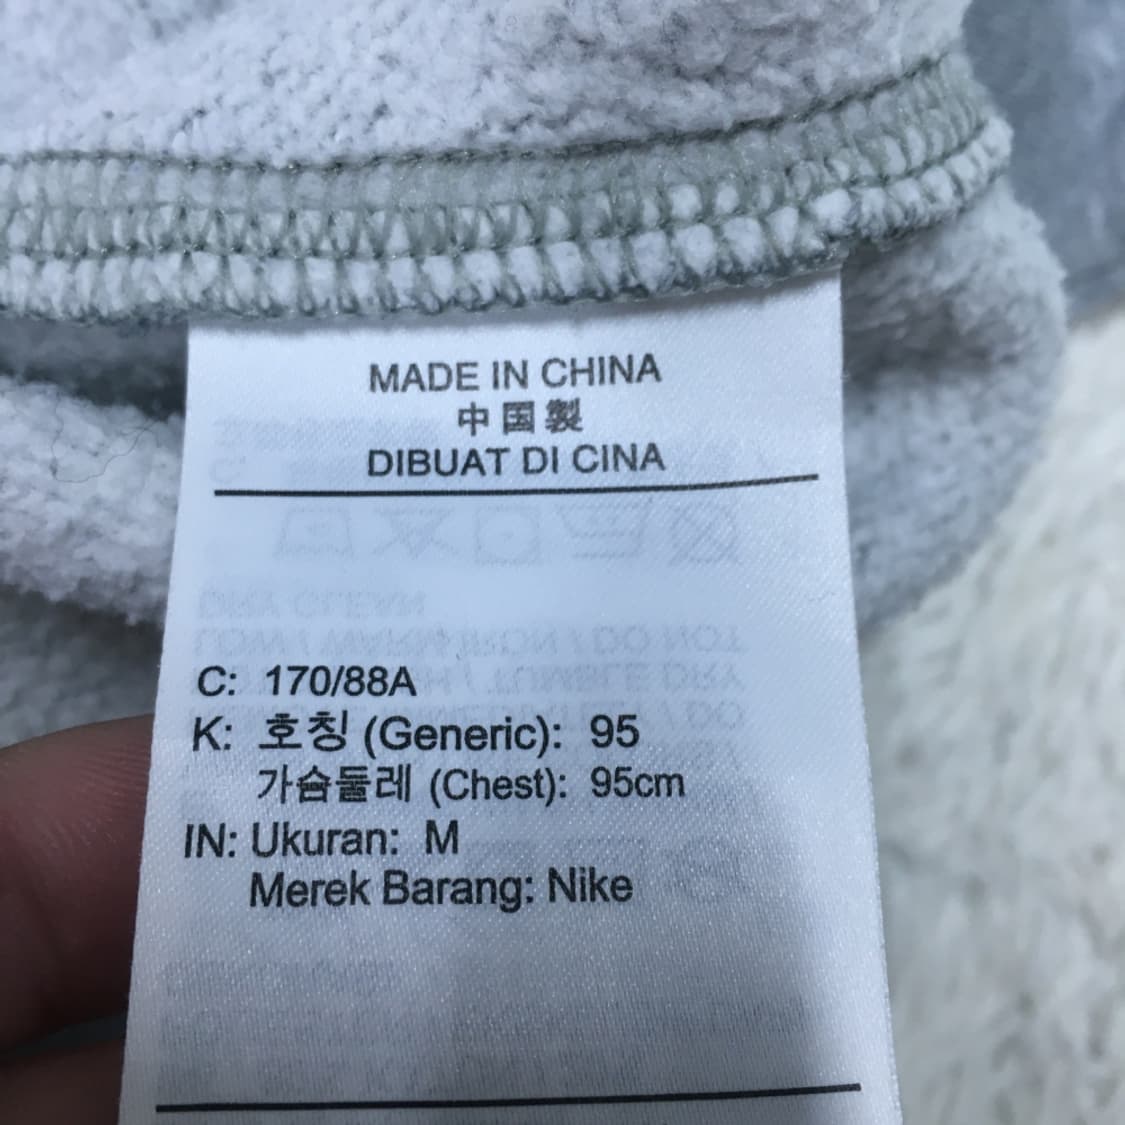 MADE IN CHINA
中国製
DIBUAT DI CINA
C: 170/88A
K: 호칭 (Generic): 95
가슴둘레 (Chest): 95cm
IN: Ukuran: M
Merek Barang: Nike